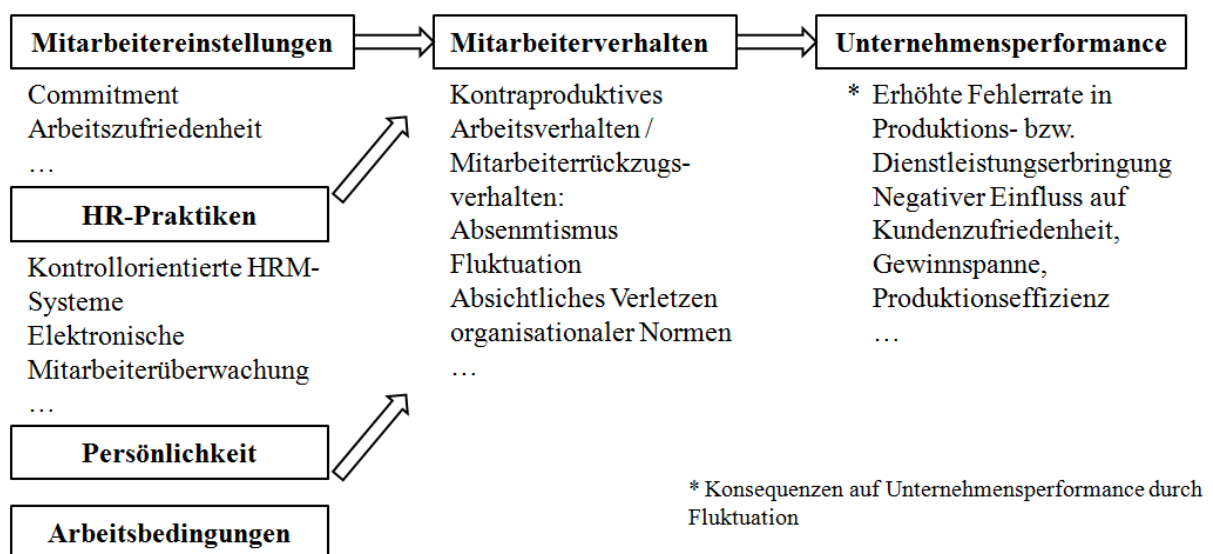 Mitarbeitereinstellungen
Commitment
Arbeitszufriedenheit
…
HR-Praktiken
Kontrollorientierte HRM-
Systeme
Elektronische
Mitarbeiterüberwachung
…
Persönlichkeit
Arbeitsbedingungen
Mitarbeiterverhalten
Kontraproduktives
Arbeitsverhalten /
Mitarbeiterrückzugs-
verhalten:
Absenmtismus
Fluktuation
Absichtliches Verletzen
organisationaler Normen
…
Unternehmensperformance
* Erhöhte Fehlerrate in
Produktions- bzw.
Dienstleistungserbringung
Negativer Einfluss auf
Kundenzufriedenheit,
Gewinnspanne,
Produktionseffizienz
…
* Konsequenzen auf Unternehmensperformance durch
Fluktuation